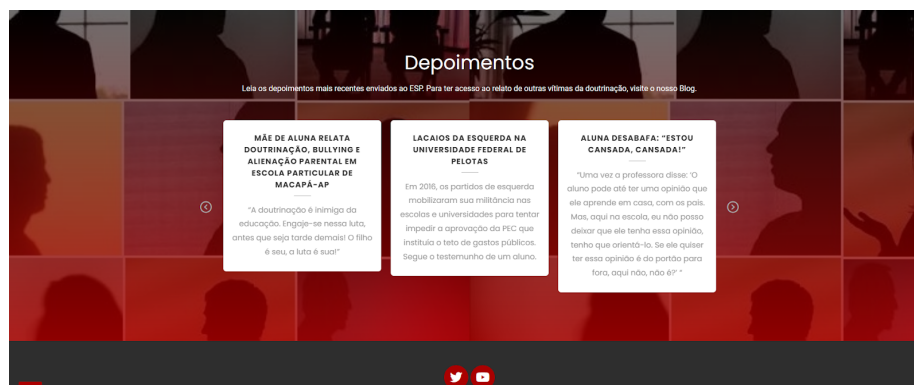 Depoimentos
Leia os depoimentos mais recentes enviados ao ESP. Para ter acesso ao relato de outras vítimas da doutrinação, visite o nosso Blog.
MÃE DE ALUNA RELATA
DOUTRINAÇÃO, BULLYING E
ALIENAÇÃO PARENTAL EM
ESCOLA PARTICULAR DE
MACAPÁ-AP
“A doutrinação é inimiga da
educação. Engaje-se nessa luta,
antes que seja tarde demais! O filho
é seu, a luta é sua!”
LACAIOS DA ESQUERDA NA
UNIVERSIDADE FEDERAL DE
PELOTAS
Em 2016, os partidos de esquerda
mobilizaram sua militância nas
escolas e universidades para tentar
impedir a aprovação da PEC que
instituía o teto de gastos públicos.
Segue o testemunho de um aluno.
ALUNA DESABAFA: “ESTOU
CANSADA, CANSADA!”
“Uma vez a professora disse: ‘O
aluno pode até ter uma opinião que
ele aprende em casa, com os pais.
Mas, aqui na escola, eu não posso
deixar que ele tenha essa opinião,
tenho que orientá-lo. Se ele quiser
ter essa opinião é do portão para
fora, aqui não, não é?’ ”